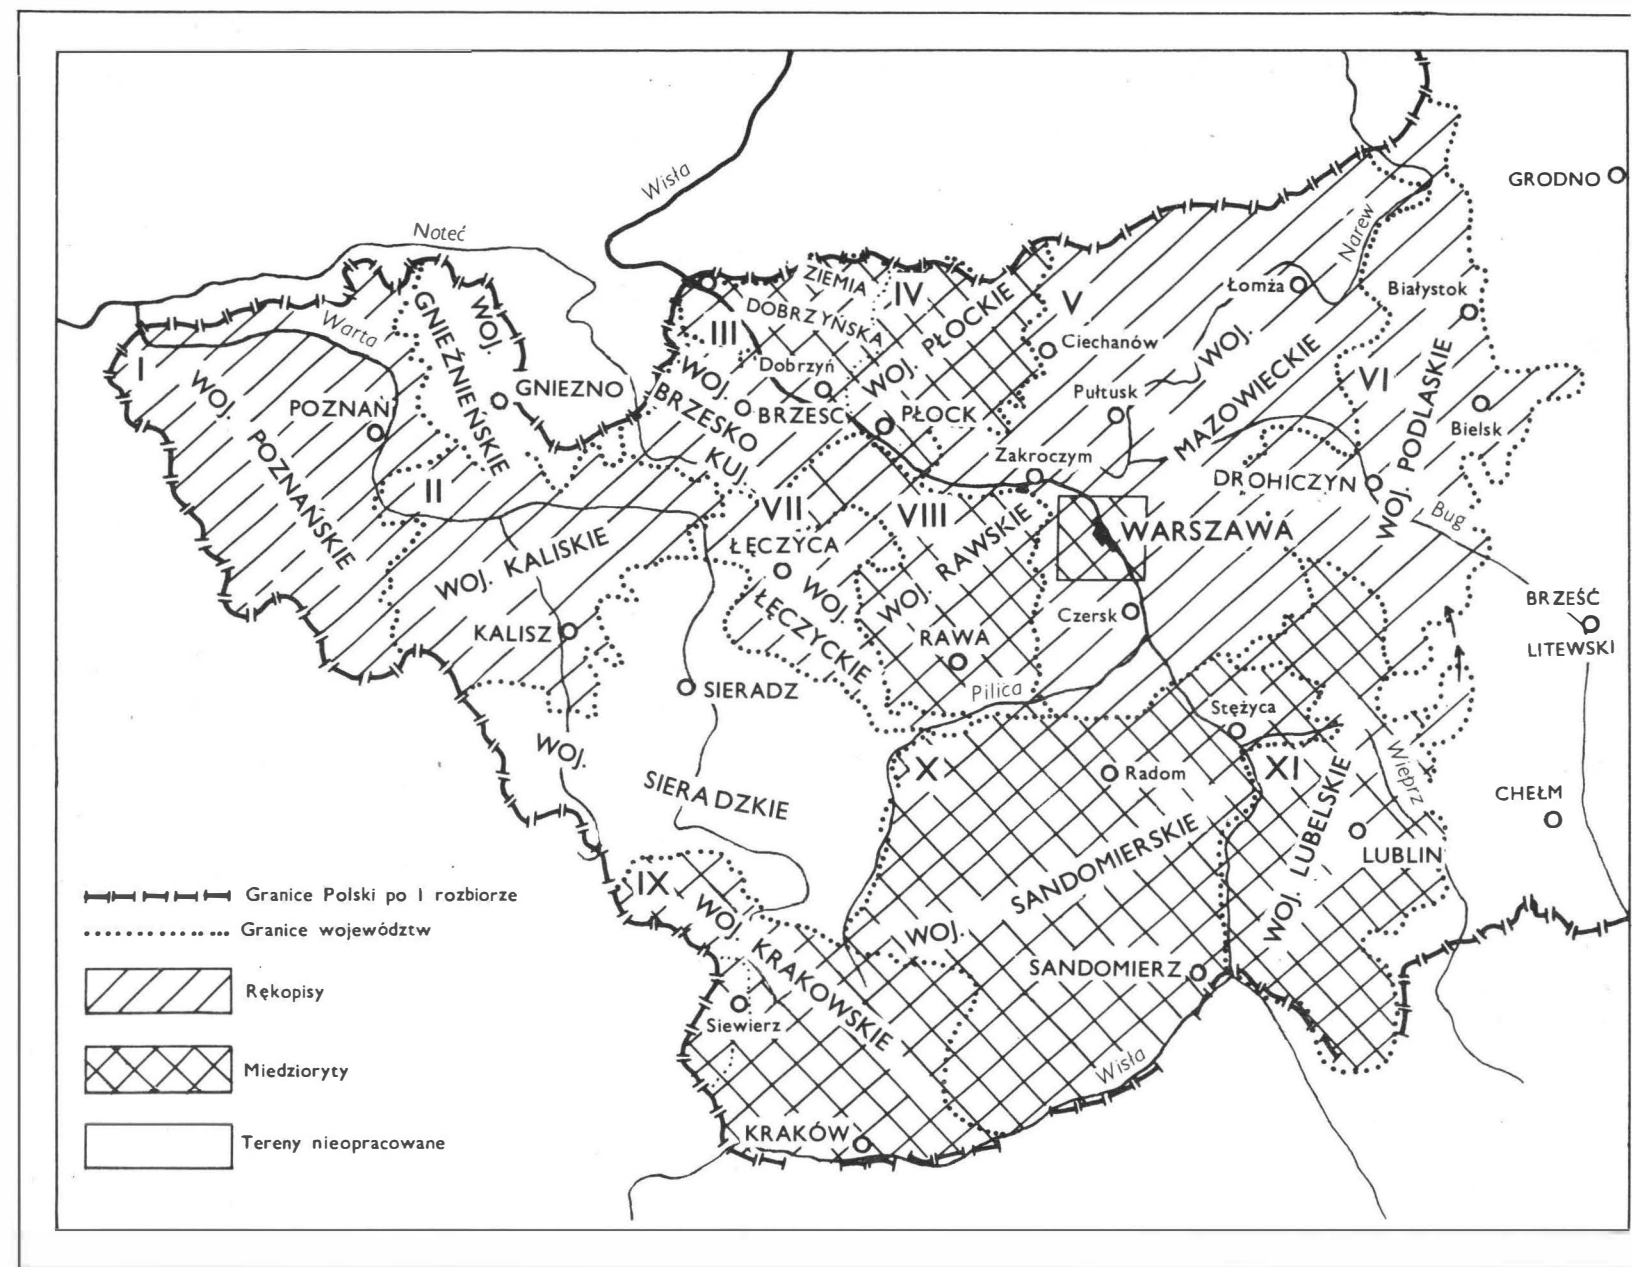 Wisła
Noteć
GRODNO
Narew
ZIEMIA
DOBRZYŃSKA
IV
WOJ. PŁOCKIE
V
Łomża
Białystok
I
Warta
WOJ.
GNIEŹNIEŃSKIE
III
Ciechanów
WOJ.
MAZOWIECKIE
VI
WOJ. PODLASKIE
WOJ.
POZNAŃSKIE
POZNAŃ
GNIEZNO
WOJ.
BRZESKO
KUJ.
Dobrzyń
BRZESC
PŁOCK
Pułtusk
Bielsk
II
Zakroczym
DROHICZYN
Bug
VII
VIII
WARSZAWA
WOJ. KALISKIE
ŁĘCZYCA
WOJ.
ŁĘCZYCKIE
WOJ. RAWSKIE
BRZEŚĆ
LITEWSKI
KALISZ
RAWA
Czersk
SIERADZ
Pilica
Stężyca
WOJ.
SIERADZKIE
X
Radom
XI
Wieprz
CHEŁM
WOJ. LUBELSKIE
LUBLIN
IX
WOJ.
KRAKOWSKIE
WOJ.
SANDOMIERSKIE
SANDOMIERZ
Siewierz
Wisła
KRAKÓW
Granice Polski po I rozbiorze
Granice województw
Rękopisy
Miedzioryty
Tereny nieopracowane